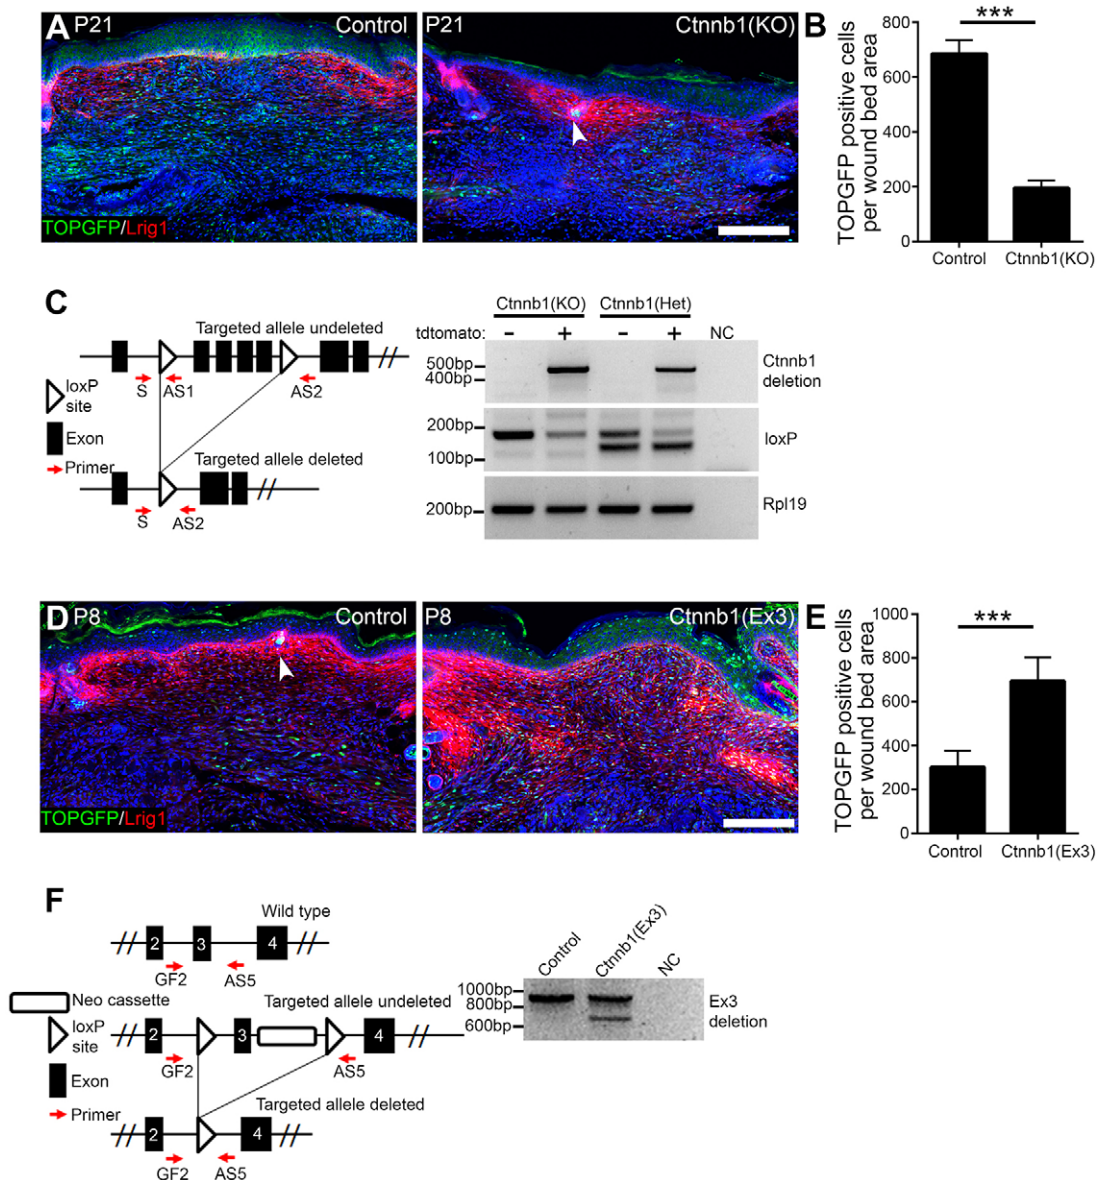 A P21 Control
P21 Ctnnb1(KO)
TOPGFP/Lrig1
B
TOPGFP positive cells
per wound bed area
***
800
600
400
200
0
Control Ctnnb1(KO)
C
Targeted allele undeleted
S AS1 AS2
loxP
site
Exon
Primer
Targeted allele deleted
S AS2
Ctnnb1(KO) Ctnnb1(Het)
tdtomato: - + - + NC
500bp
400bp
Ctnnb1
deletion
200bp
100bp
loxP
200bp
Rpl19
D P8 Control
P8 Ctnnb1(Ex3)
TOPGFP/Lrig1
E
TOPGFP positive cells
per wound bed area
***
1000
800
600
400
200
0
Control Ctnnb1(Ex3)
F
Wild type
2 3 4
GF2 AS5
Neo cassette
Targeted allele undeleted
loxP
site
2 3 4
GF2 AS5
Exon
Primer
Targeted allele deleted
2 4
GF2 AS5
Control Ctnnb1(Ex3) NC
1000bp
800bp
600bp
Ex3
deletion